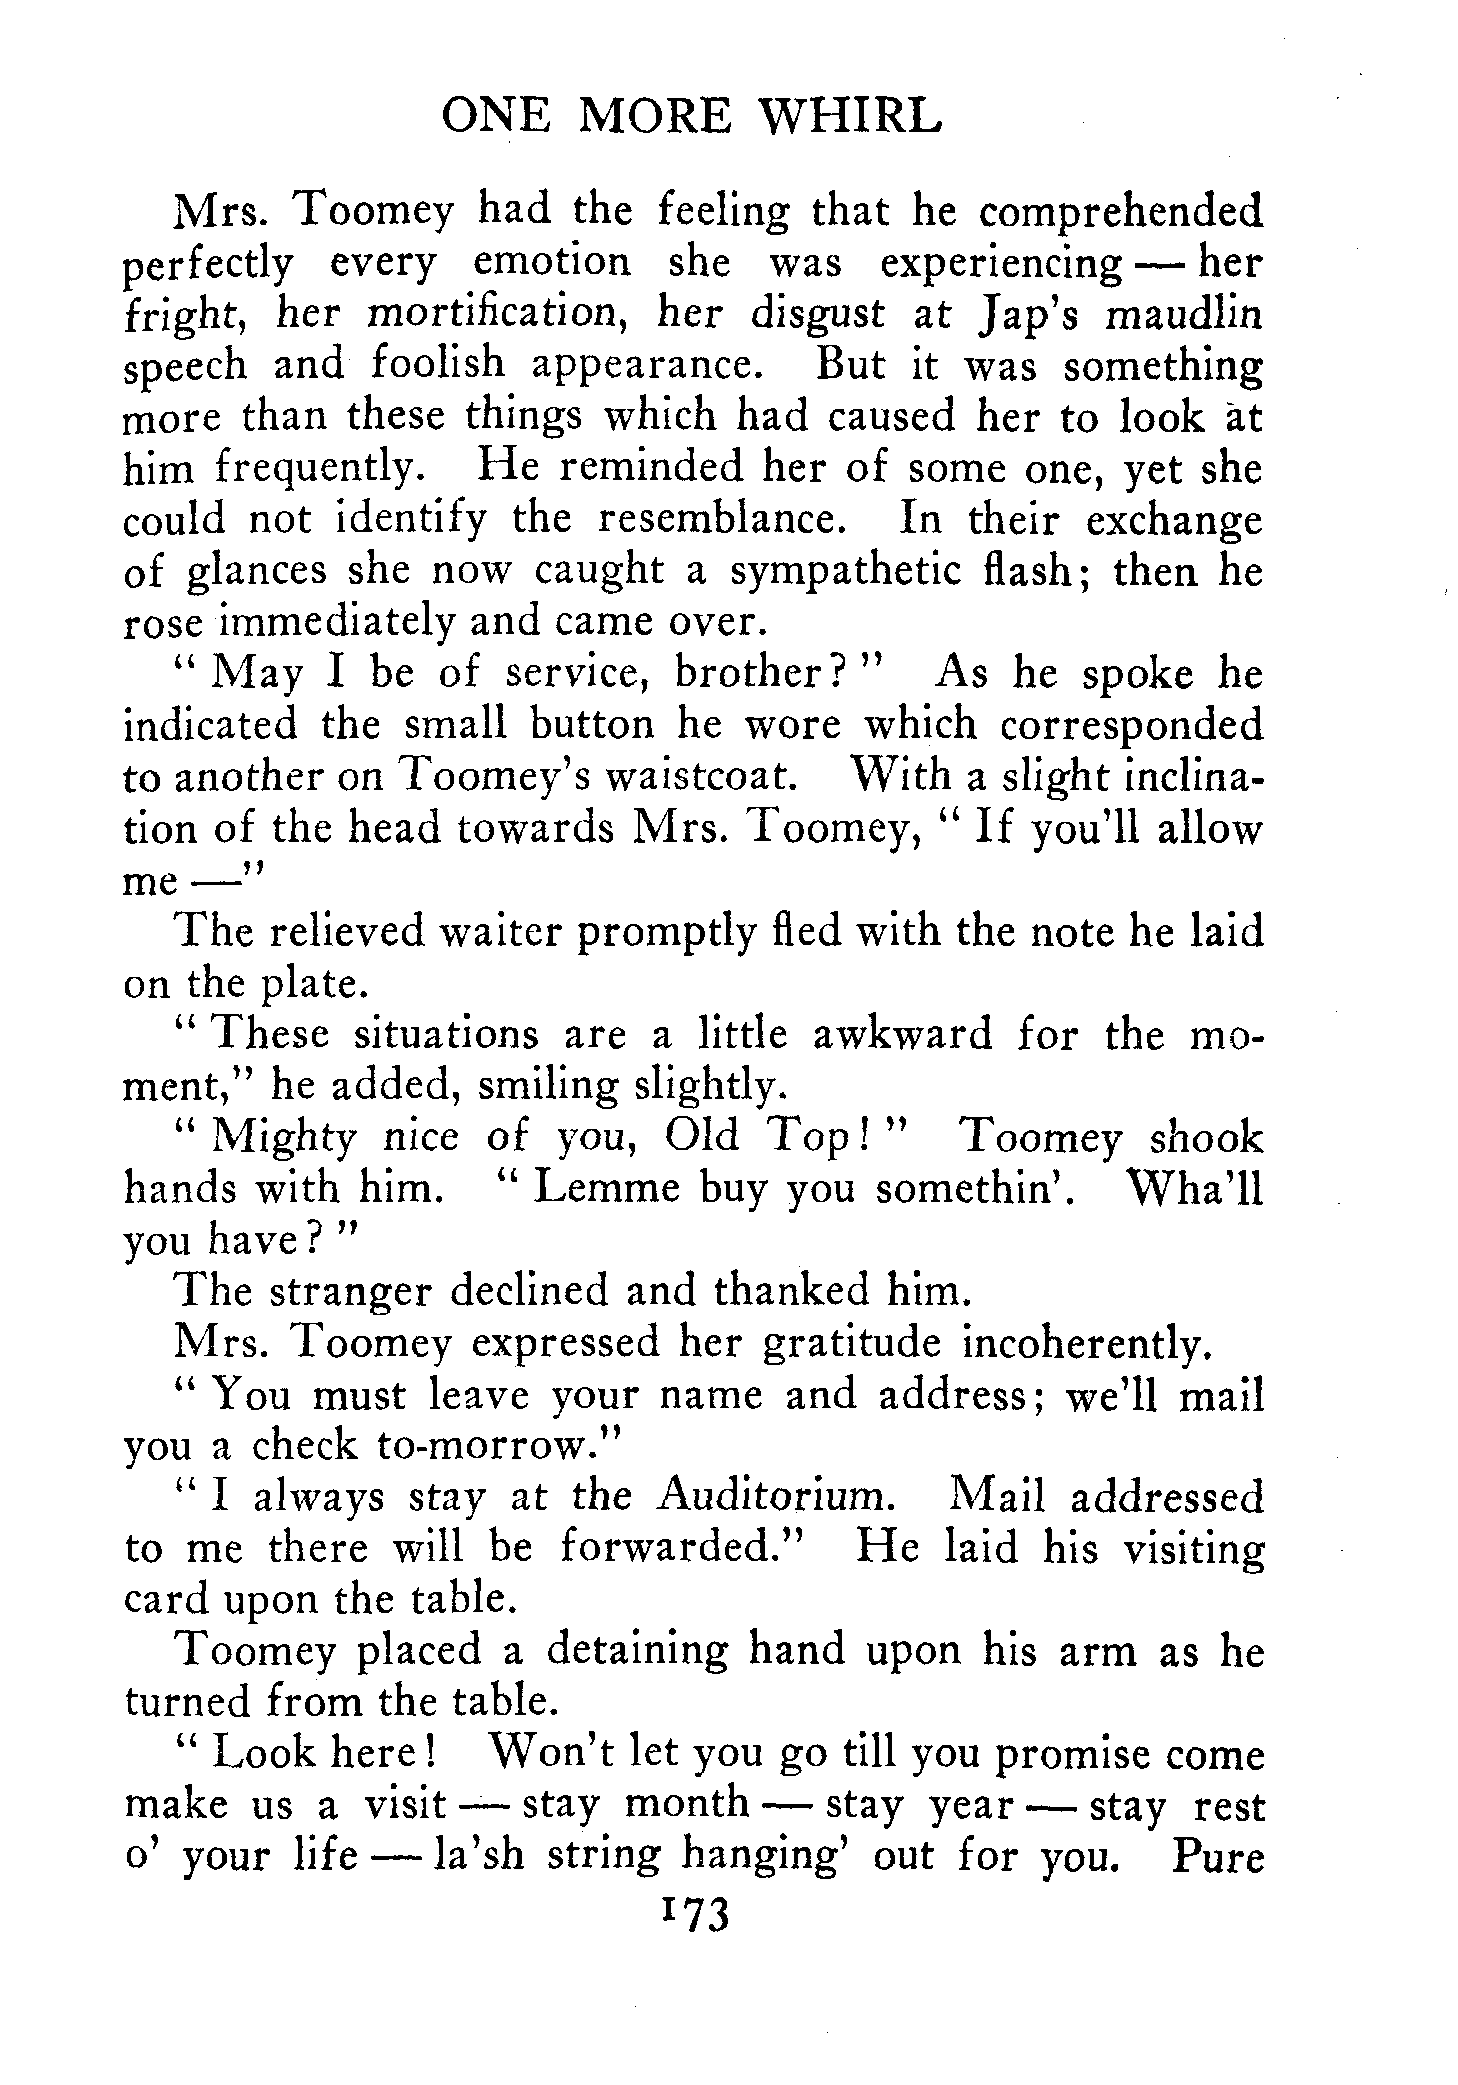 ONE MORE WHIRL
Mrs. Toomey had the feeling that he comprehended
perfectly every emotion she was experiencing — her
fright, her mortification, her disgust at Jap's maudlin
speech and foolish appearance. But it was something
more than these things which had caused her to look at
him frequently. He reminded her of some one, yet she
could not identify the resemblance. In their exchange
of glances she now caught a sympathetic flash; then he
rose immediately and came over.
" May I be of service, brother? " As he spoke he
indicated the small button he wore which corresponded
to another on Toomey's waistcoat. With a slight inclina-
tion of the head towards Mrs. Toomey, " If you'll allow
me —"
The relieved waiter promptly fled with the note he laid
on the plate.
" These situations are a little awkward for the mo-
ment," he added, smiling slightly.
" Mighty nice of you, Old Top! " Toomey shook
hands with him. " Lemme buy you somethin'. Wha'll
you have? "
The stranger declined and thanked him.
Mrs. Toomey expressed her gratitude incoherently.
" You must leave your name and address; we'll mail
you a check to-morrow."
" I always stay at the Auditorium. Mail addressed
to me there will be forwarded." He laid his visiting
card upon the table.
Toomey placed a detaining hand upon his arm as he
turned from the table.
" Look here! Won't let you go till you promise come
make us a visit — stay month — stay year — stay rest
o' your life — la'sh string hanging' out for you. Pure
173